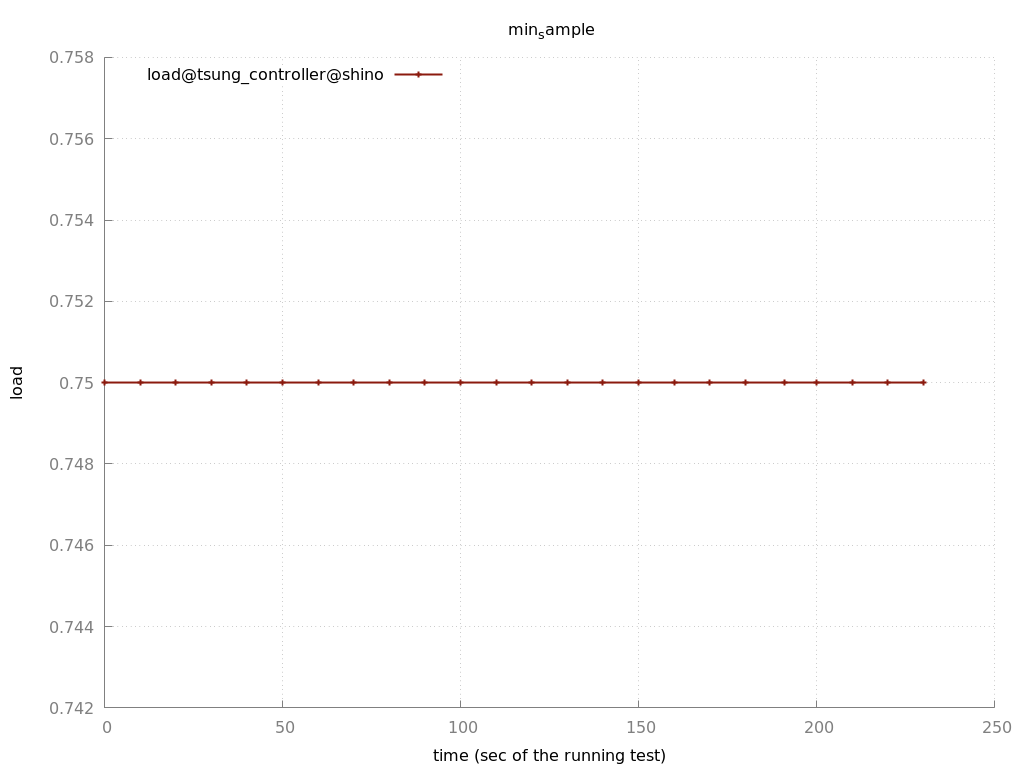 min_sample
0.758
load@tsung_controller@shino
0.756
0.754
0.752
0.75
0.748
0.746
0.744
0.742
load
0 50 100 150 200 250
time (sec of the running test)